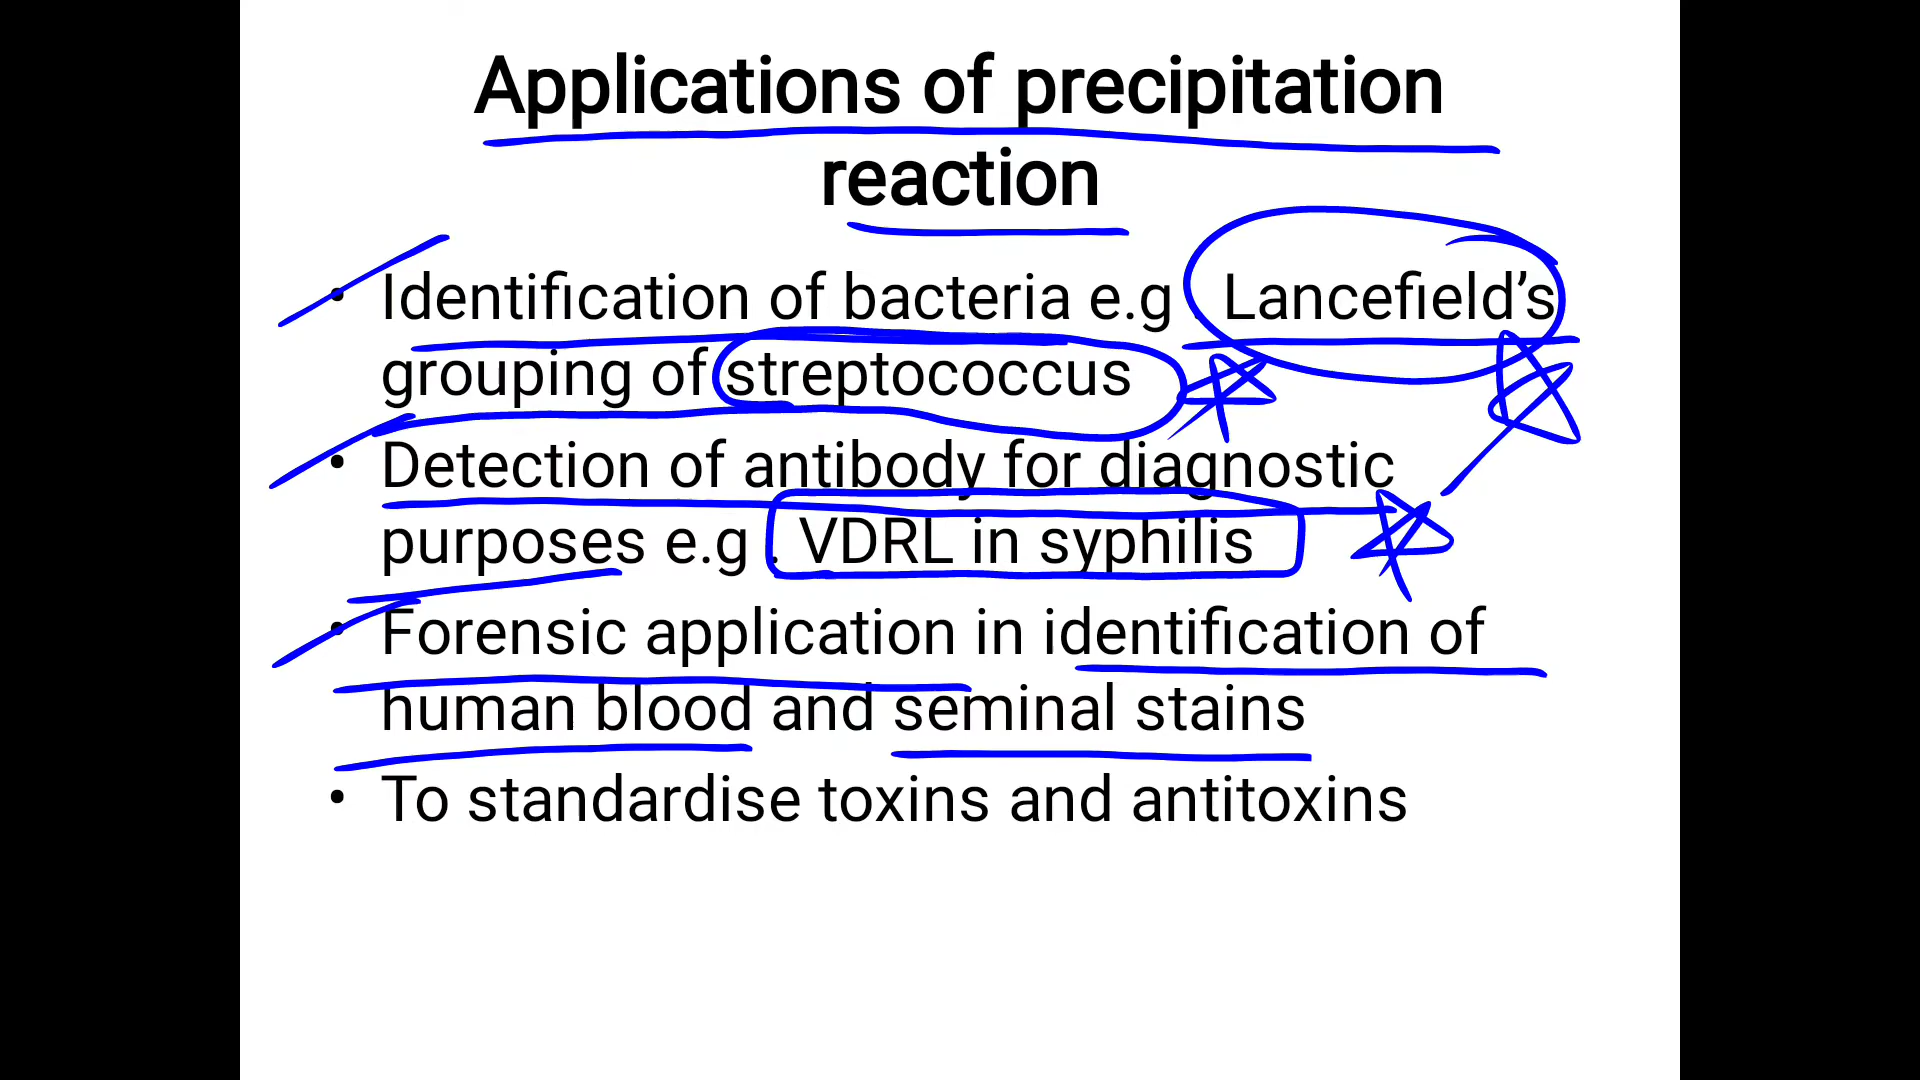 Applications of precipitation
reaction
• Identification of bacteria e.g . Lancefield’s
grouping of streptococcus
• Detection of antibody for diagnostic
purposes e.g . VDRL in syphilis
• Forensic application in identification of
human blood and seminal stains
• To standardise toxins and antitoxins